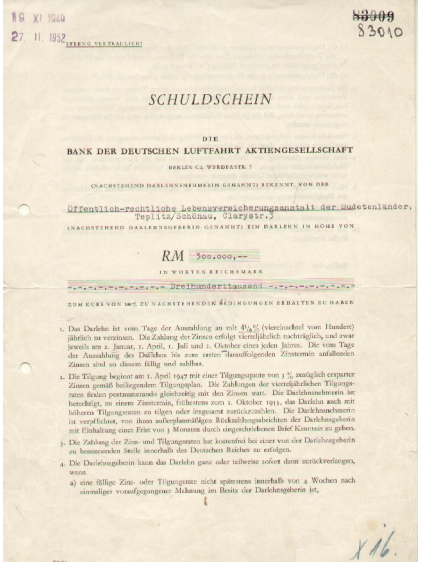 19 XI 1949
27. 11. 1952
83009
83010
STRENG VERTRAULICH!
SCHULDSCHEIN
DIE
BANK DER DEUTSCHEN LUFTFAHRT AKTIENGESELLSCHAFT
BERLIN C2, WERDERSTR. 7
(NACHSTEHEND DARLEHNSNEHMERIN GENANNT) BEKENNT, VON DER
Öffentlich-rechtliche Lebensversicherungsanstalt der Sudetenländer,
Teplitz/Schönau, Clarystr.3
(NACHSTEHEND DARLEHNSGEBERIN GENANNT) EIN DARLEHN IN HÖHE VON
RM 300.000,--
IN WORTEN REICHSMARK
Dreihunderttausend
ZUM KURS VON 100% ZU NACHSTEHENDEN BEDINGUNGEN ERHALTEN ZU HABEN
1. Das Darlehn ist vom Tage der Auszahlung an mit 4¼% (viereinviertel vom Hundert)
jährlich zu verzinsen. Die Zahlung der Zinsen erfolgt vierteljährlich nachträglich, und zwar
jeweils am 2. Januar, 1. April, 1. Juli und 1. Oktober eines jeden Jahres. Die vom Tage
der Auszahlung des Darlehns bis zum ersten darauffolgenden Zinstermin anfallenden
Zinsen sind an diesem fällig und zahlbar.
2. Die Tilgung beginnt am 1. April 1947 mit einer Tilgungsquote von 3% zuzüglich ersparter
Zinsen gemäß beiliegendem Tilgungsplan. Die Zahlungen der vierteljährlichen Tilgungs-
raten finden postnumerando gleichzeitig mit den Zinsen statt. Die Darlehnsnehmerin ist
berechtigt, zu einem Zinstermin, frühestens zum 1. Oktober 1955, das Darlehn auch mit
höheren Tilgungsraten zu tilgen oder insgesamt zurückzuzahlen. Die Darlehnsnehmerin
ist verpflichtet, von ihren außerplanmäßigen Rückzahlungsabsichten der Darlehnsgeberin
mit Einhaltung einer Frist von 3 Monaten durch eingeschriebenen Brief Kenntnis zu geben.
3. Die Zahlung der Zins- und Tilgungsraten hat kostenfrei bei einer von der Darlehnsgeberin
zu benennenden Stelle innerhalb des Deutschen Reiches zu erfolgen.
4. Die Darlehnsgeberin kann das Darlehn ganz oder teilweise sofort dann zurückverlangen,
wenn
a) eine fällige Zins- oder Tilgungsrate nicht spätestens innerhalb von 4 Wochen nach
einmaliger vorausgegangener Mahnung im Besitz der Darlehnsgeberin ist,